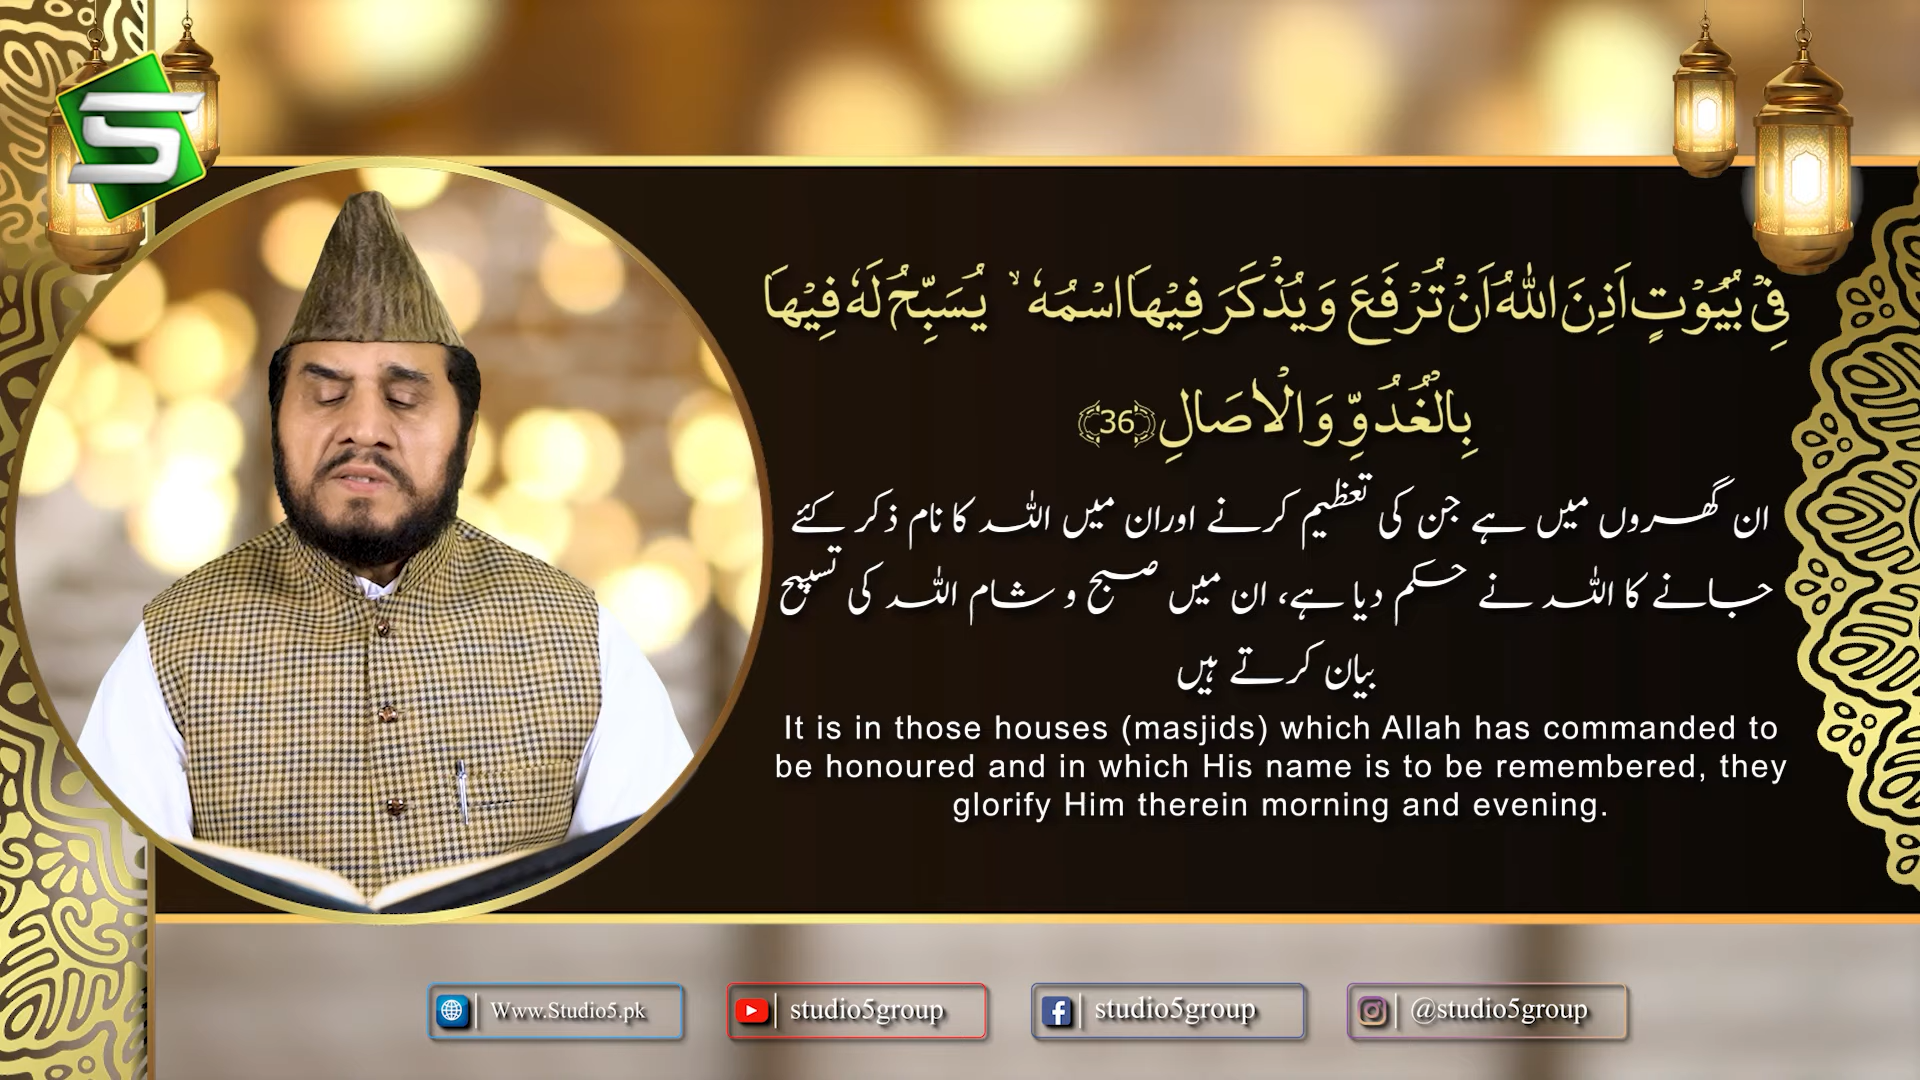 S
فِیْ بُیُوْتٍ اَذِنَ اللّٰهُ اَنْ تُرْفَعَ وَ یُذْكَرَ فِیْهَا اسْمُهٗۙ یُسَبِّحُ لَهٗ فِیْهَا
بِالْغُدُوِّ وَ الْاٰصَالِ ﴿36﴾
ان گھروں میں ہے جن کی تعظیم کرنے اوران میں اللہ کا نام ذکر کئے
جانے کا اللہ نے حکم دیا ہے، ان میں صبح و شام اللہ کی تسبیح
بیان کرتے ہیں
It is in those houses (masjids) which Allah has commanded to
be honoured and in which His name is to be remembered, they
glorify Him therein morning and evening.
Www.Studio5.pk
studio5group
studio5group
@studio5group